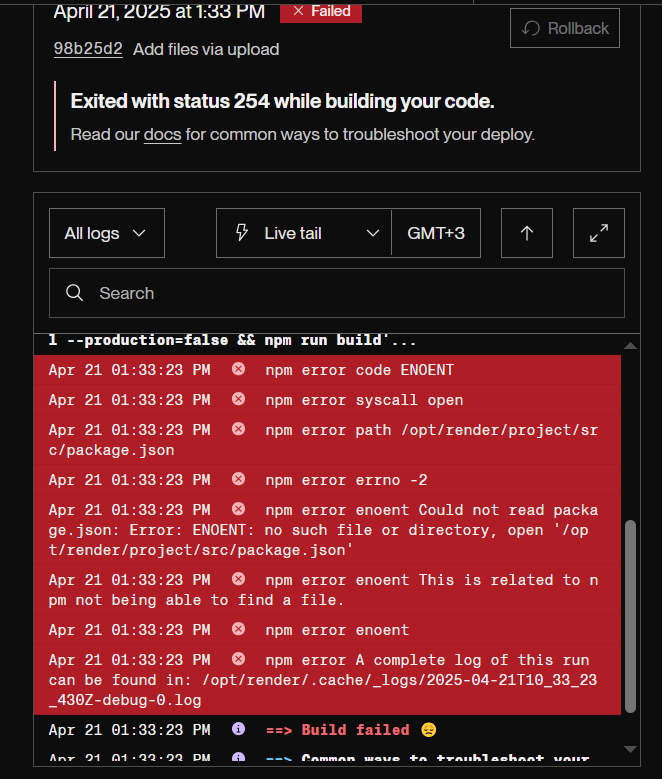 April 21, 2025 at 1:33 PM Failed
Rollback
98b25d2 Add files via upload
Exited with status 254 while building your code.
Read our docs for common ways to troubleshoot your deploy.
All logs Live tail GMT+3
Search
l --production=false && npm run build'...
Apr 21 01:33:23 PM npm error code ENOENT
Apr 21 01:33:23 PM npm error syscall open
Apr 21 01:33:23 PM npm error path /opt/render/project/sr
c/package.json
Apr 21 01:33:23 PM npm error errno -2
Apr 21 01:33:23 PM npm error enoent Could not read packa
ge.json: Error: ENOENT: no such file or directory, open '/op
t/render/project/src/package.json'
Apr 21 01:33:23 PM npm error enoent This is related to n
pm not being able to find a file.
Apr 21 01:33:23 PM npm error enoent
Apr 21 01:33:23 PM npm error A complete log of this run
can be found in: /opt/render/.cache/_logs/2025-04-21T10_33_23
_430Z-debug-0.log
Apr 21 01:33:23 PM ==> Build failed 😞
Apr 21 01:33:23 PM ==> Common ways to troubleshoot your